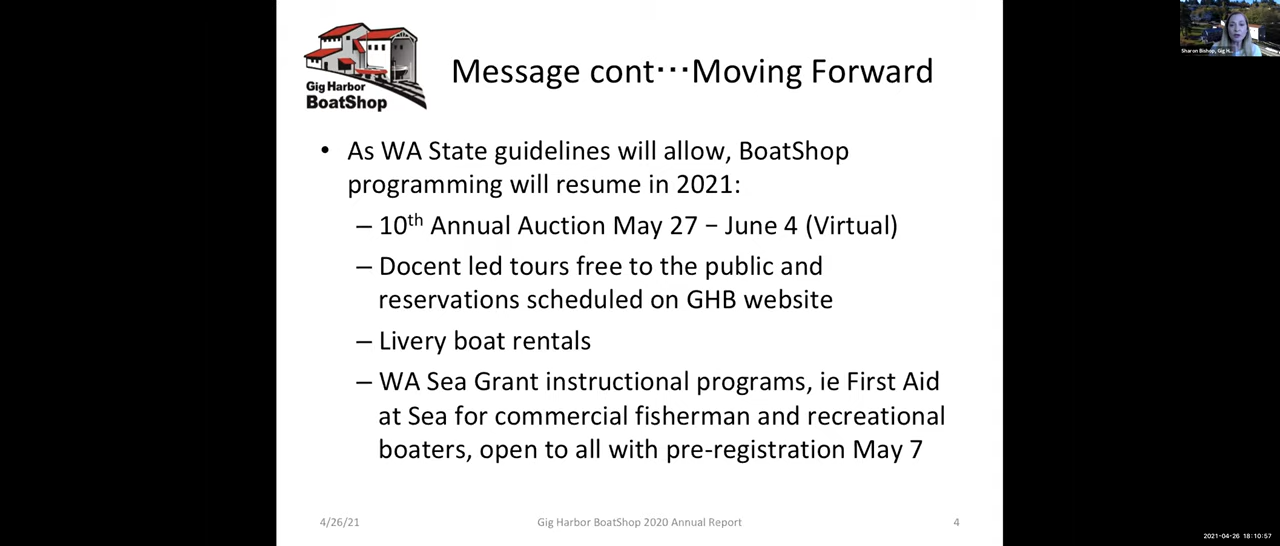 Sharon Bishop, Gig H...
Gig Harbor
BoatShop
Message cont···Moving Forward
• As WA State guidelines will allow, BoatShop
programming will resume in 2021:
– 10th Annual Auction May 27 – June 4 (Virtual)
– Docent led tours free to the public and
reservations scheduled on GHB website
– Livery boat rentals
– WA Sea Grant instructional programs, ie First Aid
at Sea for commercial fisherman and recreational
boaters, open to all with pre-registration May 7
4/26/21
Gig Harbor BoatShop 2020 Annual Report
4
2021-04-26 18:10:57